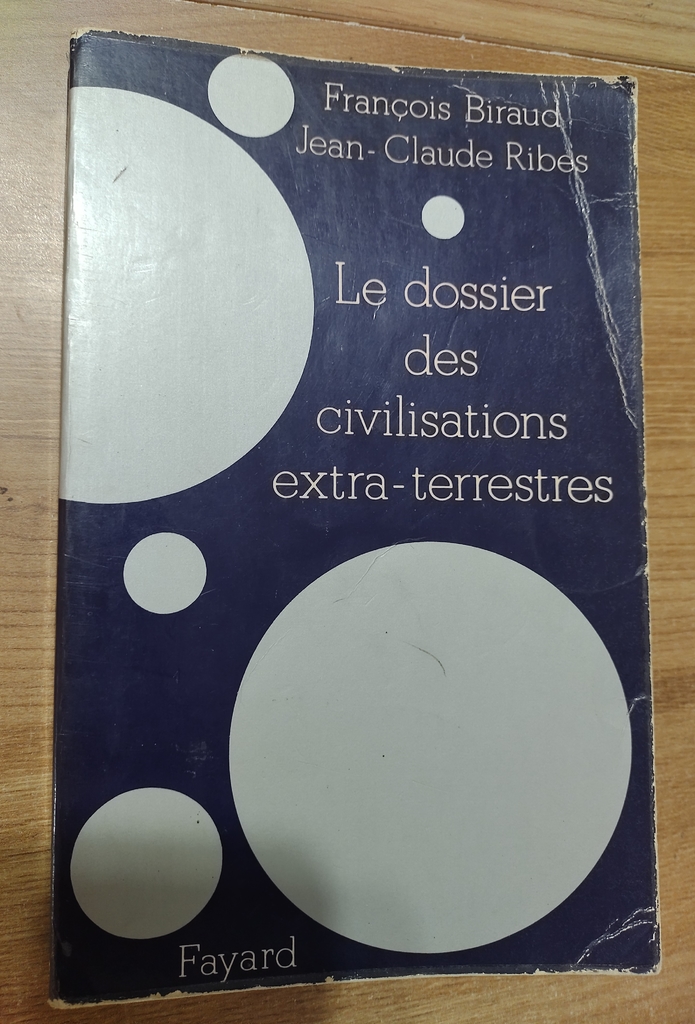 François Biraud
Jean-Claude Ribes
Le dossier
des
civilisations
extra-terrestres
Fayard